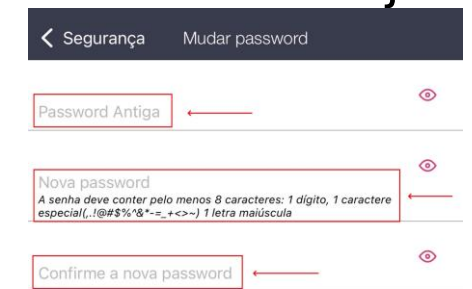 Segurança Mudar password
Password Antiga
Nova password
A senha deve conter pelo menos 8 caracteres: 1 dígito, 1 caractere
especial(,.!@#$%^&*-=_+<>~) 1 letra maiúscula
Confirme a nova password